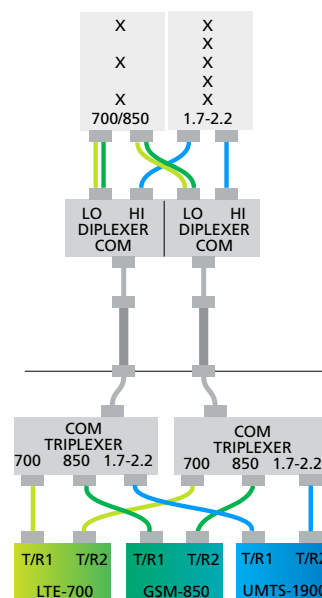 X X
X
X X
X
X X
700/850 1.7-2.2
LO HI LO HI
DIPLEXER DIPLEXER
COM COM
COM COM
TRIPLEXER TRIPLEXER
700 850 1.7-2.2 700 850 1.7-2.2
T/R1 T/R2 T/R1 T/R2 T/R1 T/R2
LTE-700 GSM-850 UMTS-1900